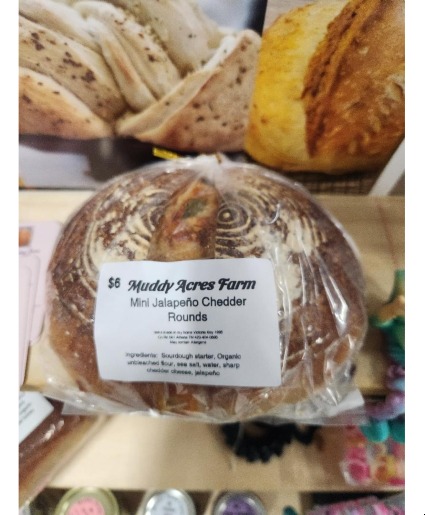 $6 Muddy Acres Farm
Mini Jalapeño Chedder
Rounds
Ingredients: Sourdough starter, Organic
unbleached flour, sea salt, water, sharp
chedder cheese, jalapeño